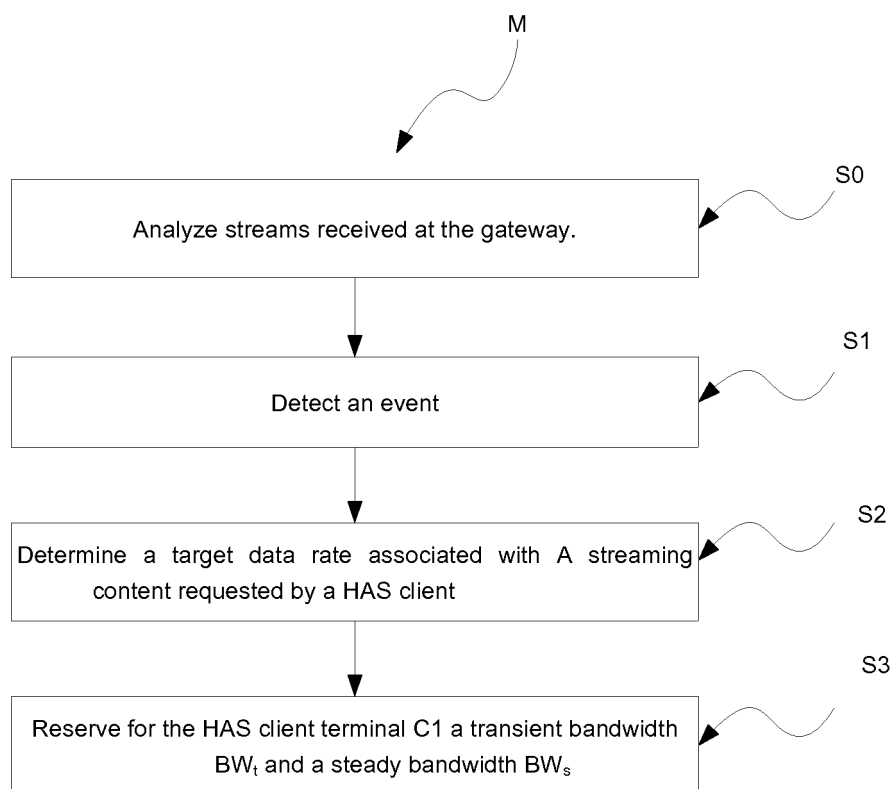 M
S0
Analyze streams received at the gateway.
S1
Detect an event
S2
Determine a target data rate associated with A streaming
content requested by a HAS client
S3
Reserve for the HAS client terminal C1 a transient bandwidth
BWₜ and a steady bandwidth BWₛ